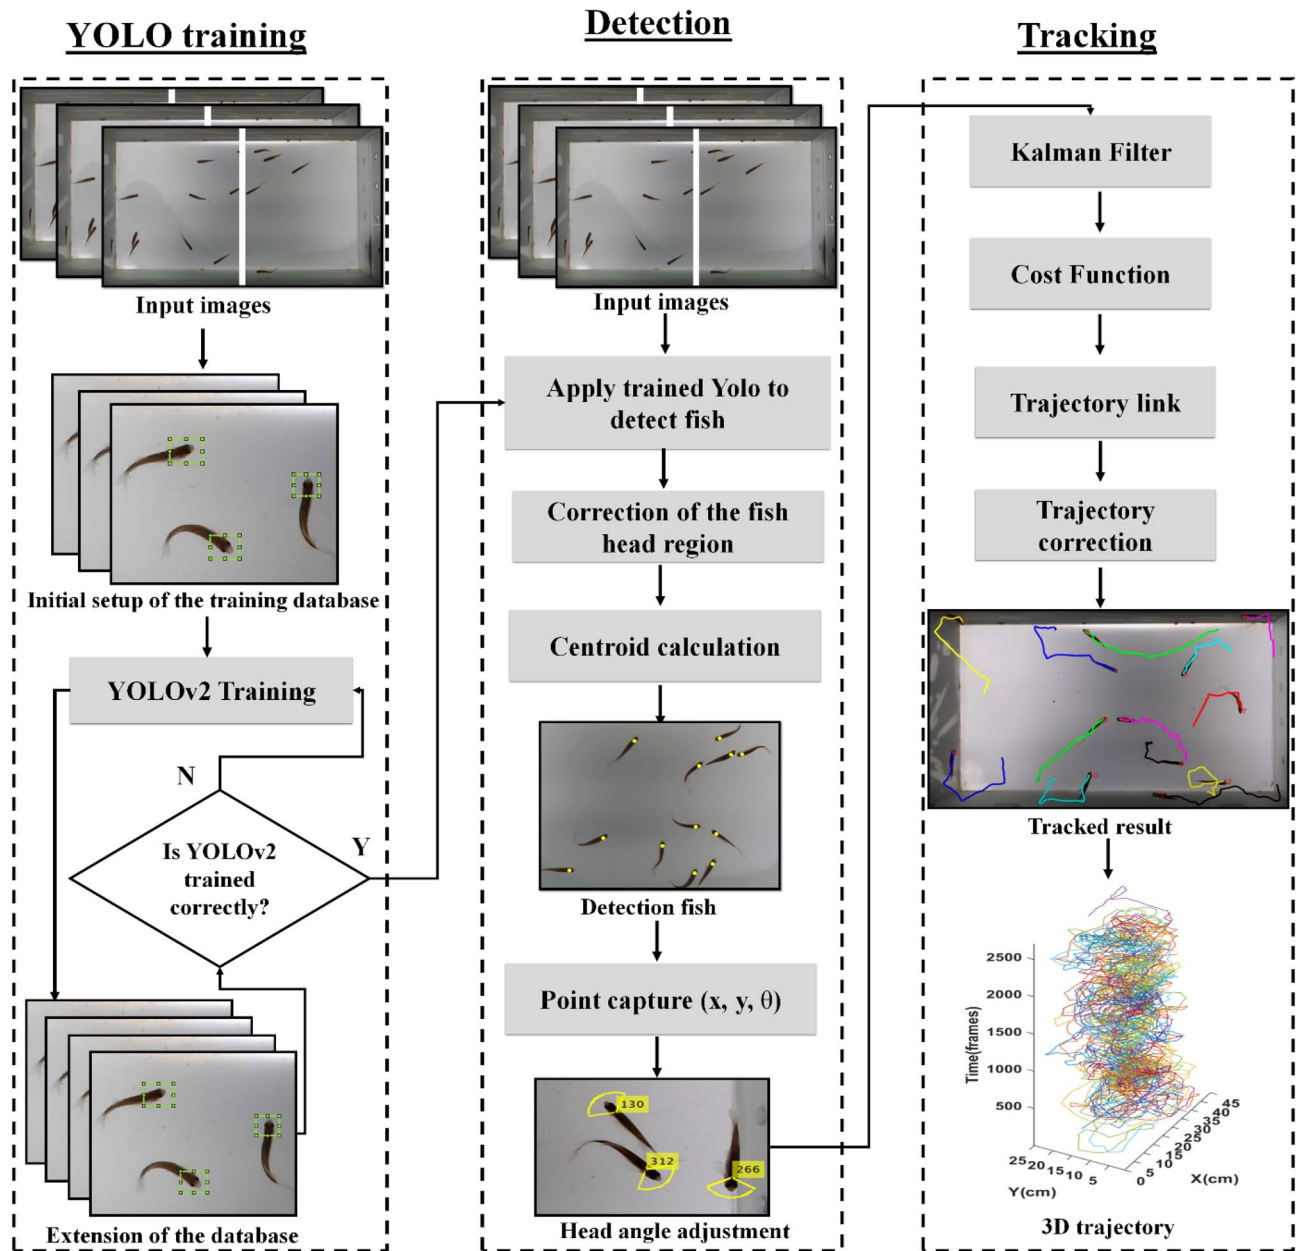 YOLO training
Input images
Initial setup of the training database
YOLOv2 Training
N
Y
Is YOLOv2
trained
correctly?
Extension of the database
Detection
Input images
Apply trained Yolo to
detect fish
Correction of the fish
head region
Centroid calculation
Detection fish
Point capture (x, y, θ)
130
312
266
Head angle adjustment
Tracking
Kalman Filter
Cost Function
Trajectory link
Trajectory
correction
Tracked result
Time(frames)
2500
2000
1500
1000
500
25
20
15
10
5
Y(cm)
0
5
10
15
20
25
30
35
40
45
X(cm)
3D trajectory